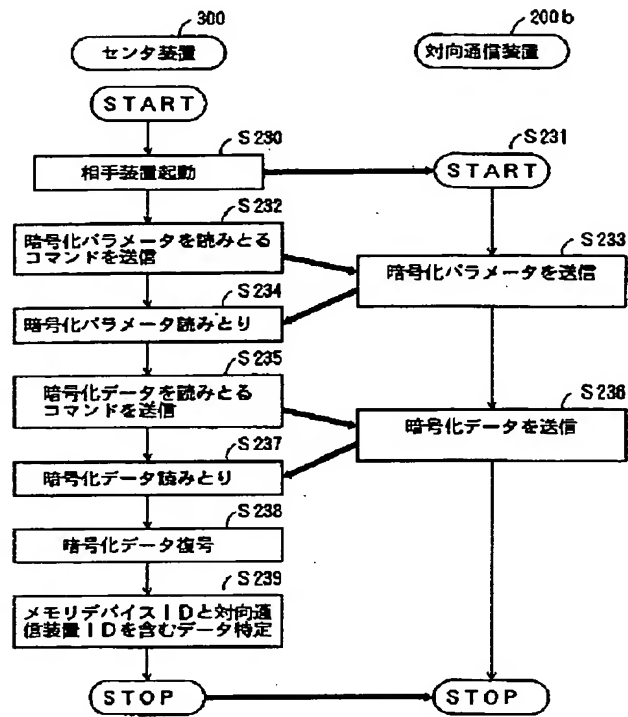 300
センタ装置
200b
対向通信装置
START
S230
相手装置起動
S231
START
S232
暗号化パラメータを読みとる
コマンドを送信
S233
暗号化パラメータを送信
S234
暗号化パラメータ読みとり
S235
暗号化データを読みとる
コマンドを送信
S236
暗号化データを送信
S237
暗号化データ読みとり
S238
暗号化データ復号
S239
メモリデバイスIDと対向通
信装置IDを含むデータ特定
STOP
STOP